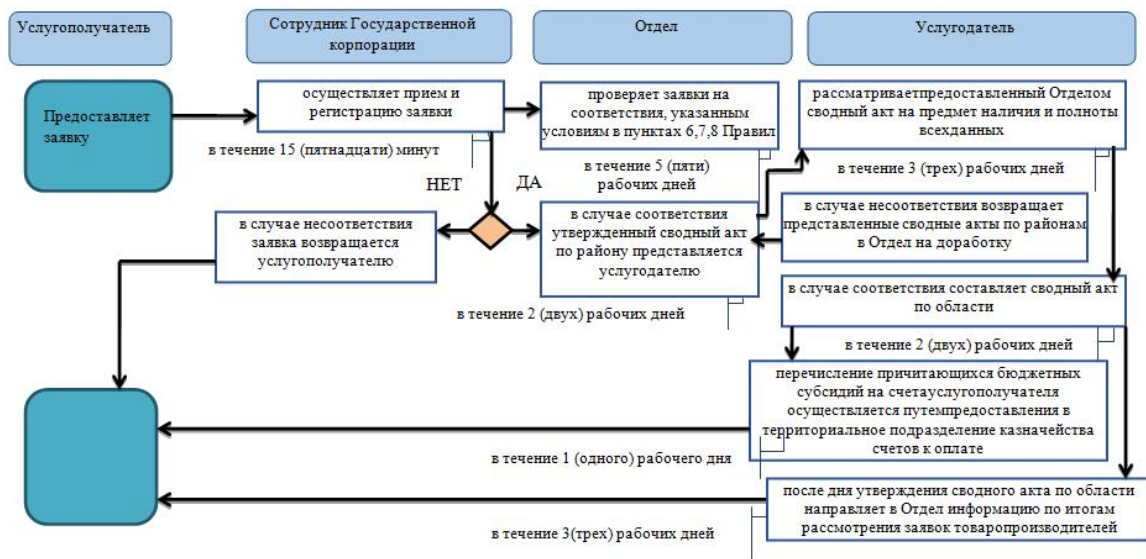 Услугополучатель
Сотрудник Государственной
корпорации
Отдел
Услугодатель
Предоставляет
заявку
осуществляет прием и
регистрацию заявки
в течение 15 (пятнадцати) минут
проверяет заявки на
соответствия, указанным
условиям в пунктах 6,7,8 Правил
в течение 5 (пяти)
рабочих дней
рассматриваетпредоставленный Отделом
сводный акт на предмет наличия и полноты
всехданных
в течение 3 (трех) рабочих дней
НЕТ
ДА
в случае несоответствия
заявка возвращается
услугополучателю
в случае соответствия
утвержденный сводный акт
по району представляется
услугодателю
в течение 2 (двух) рабочих дней
в случае несоответствия возвращает
представленные сводные акты по районам
в Отдел на доработку
в случае соответствия составляет сводный акт
по области
в течение 2 (двух) рабочих дней
перечисление причитающихся бюджетных
субсидий на счетауслугополучателя
осуществляется путемпредоставления в
территориальное подразделение казначейства
счетов к оплате
в течение 1 (одного) рабочего дня
после дня утверждения сводного акта по области
направляет в Отдел информацию по итогам
рассмотрения заявок товаропроизводителей
в течение 3(трех) рабочих дней